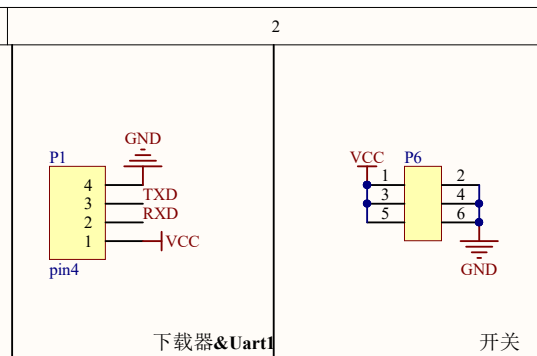 2
GND
P1
4
3 TXD
2 RXD
1 VCC
pin4
下载器&Uart1
VCC P6
1 2
3 4
5 6
GND
开关